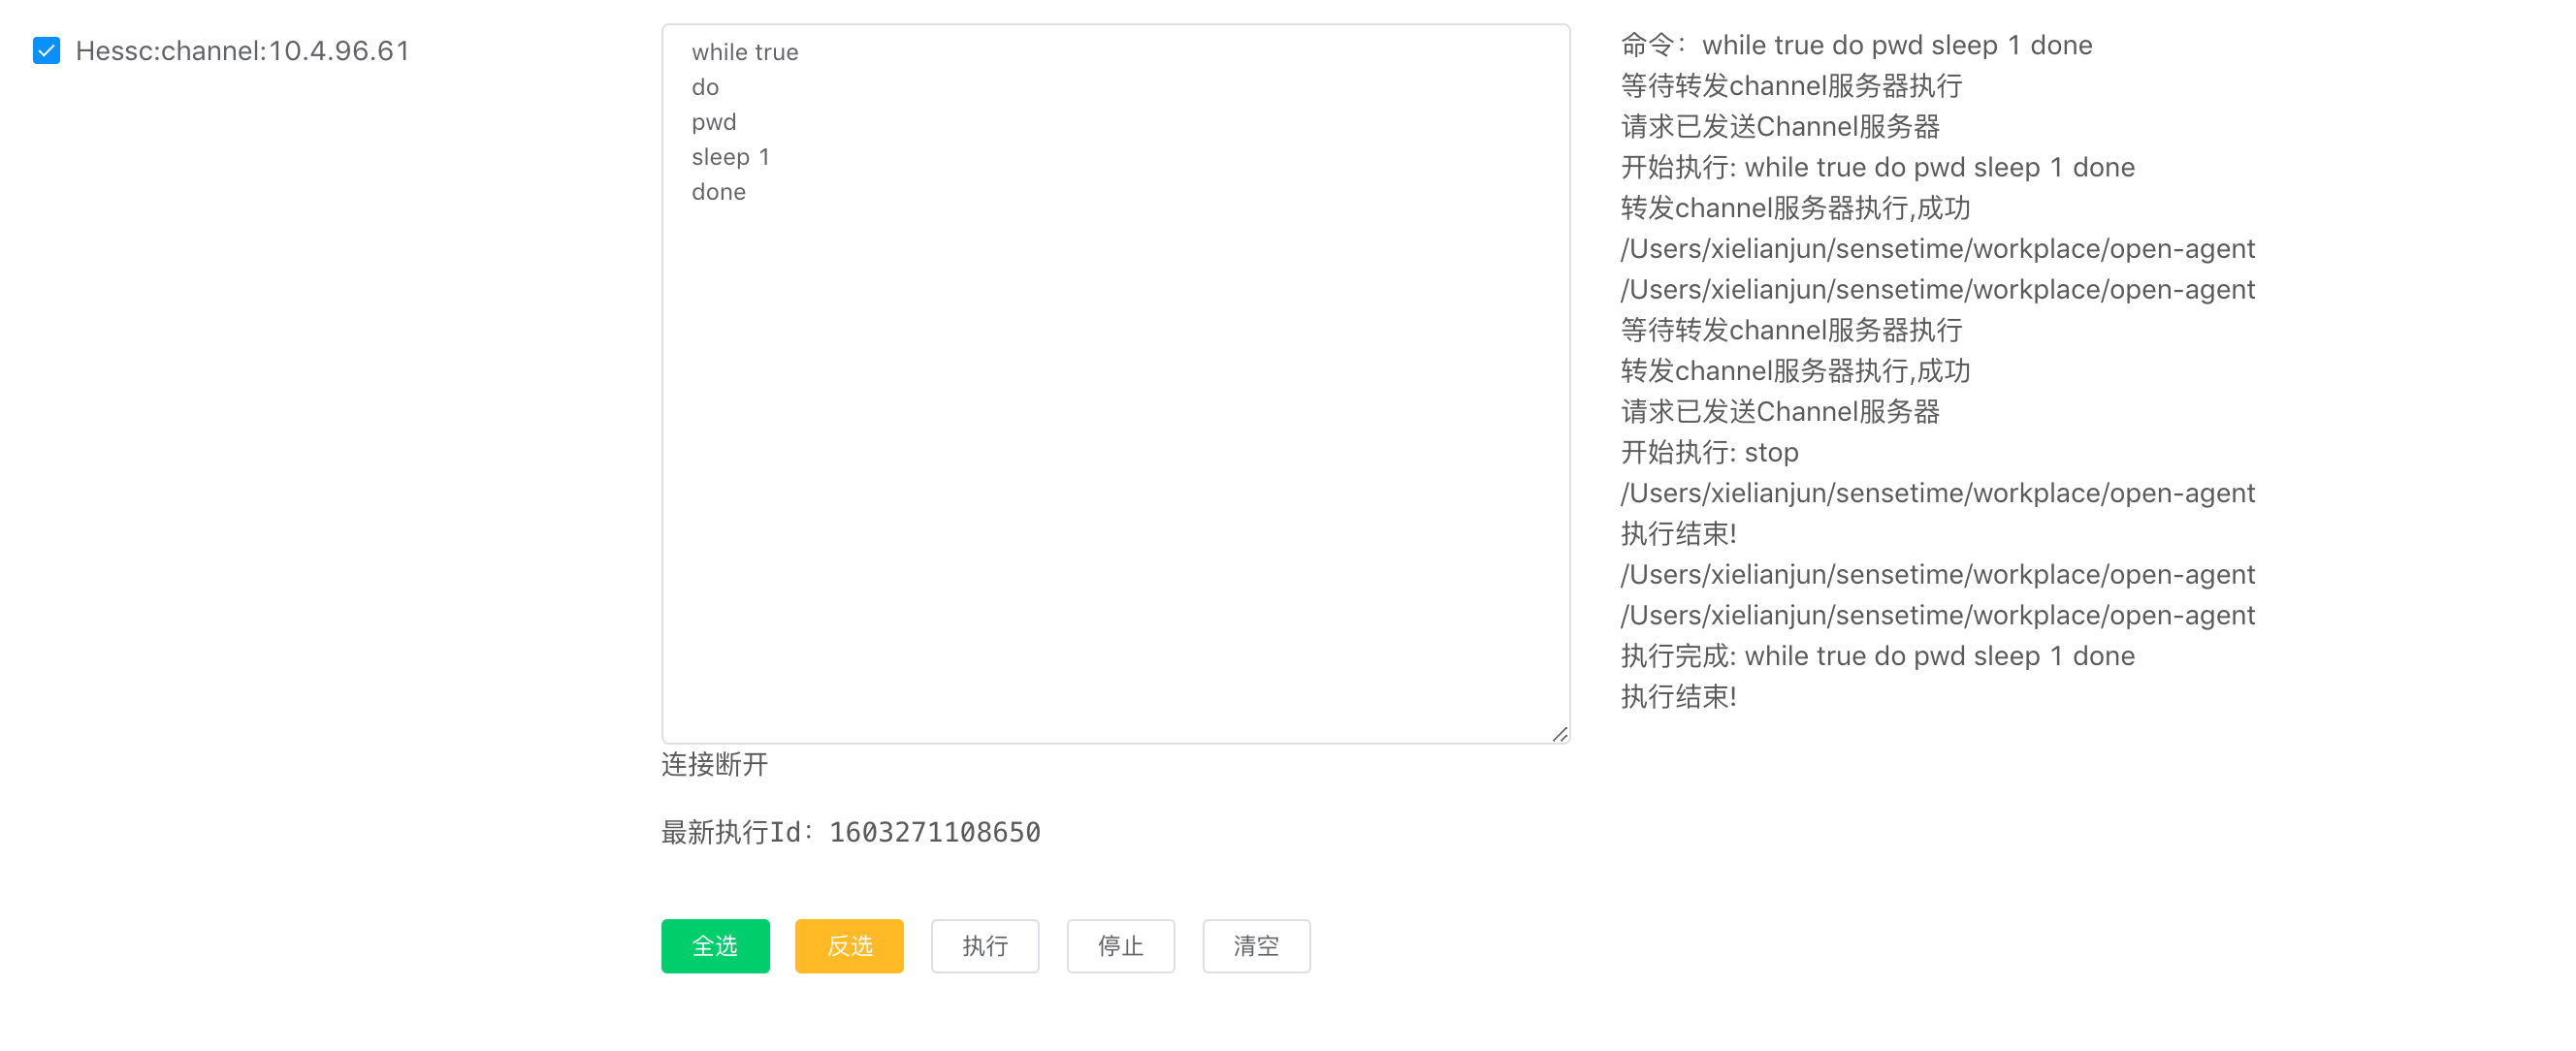 Hessc:channel:10.4.96.61
while true
do
pwd
sleep 1
done
连接断开
最新执行Id：1603271108650
全选
反选
执行
停止
清空
命令：while true do pwd sleep 1 done
等待转发channel服务器执行
请求已发送Channel服务器
开始执行: while true do pwd sleep 1 done
转发channel服务器执行,成功
/Users/xielianjun/sensetime/workplace/open-agent
/Users/xielianjun/sensetime/workplace/open-agent
等待转发channel服务器执行
转发channel服务器执行,成功
请求已发送Channel服务器
开始执行: stop
/Users/xielianjun/sensetime/workplace/open-agent
执行结束!
/Users/xielianjun/sensetime/workplace/open-agent
/Users/xielianjun/sensetime/workplace/open-agent
执行完成: while true do pwd sleep 1 done
执行结束!